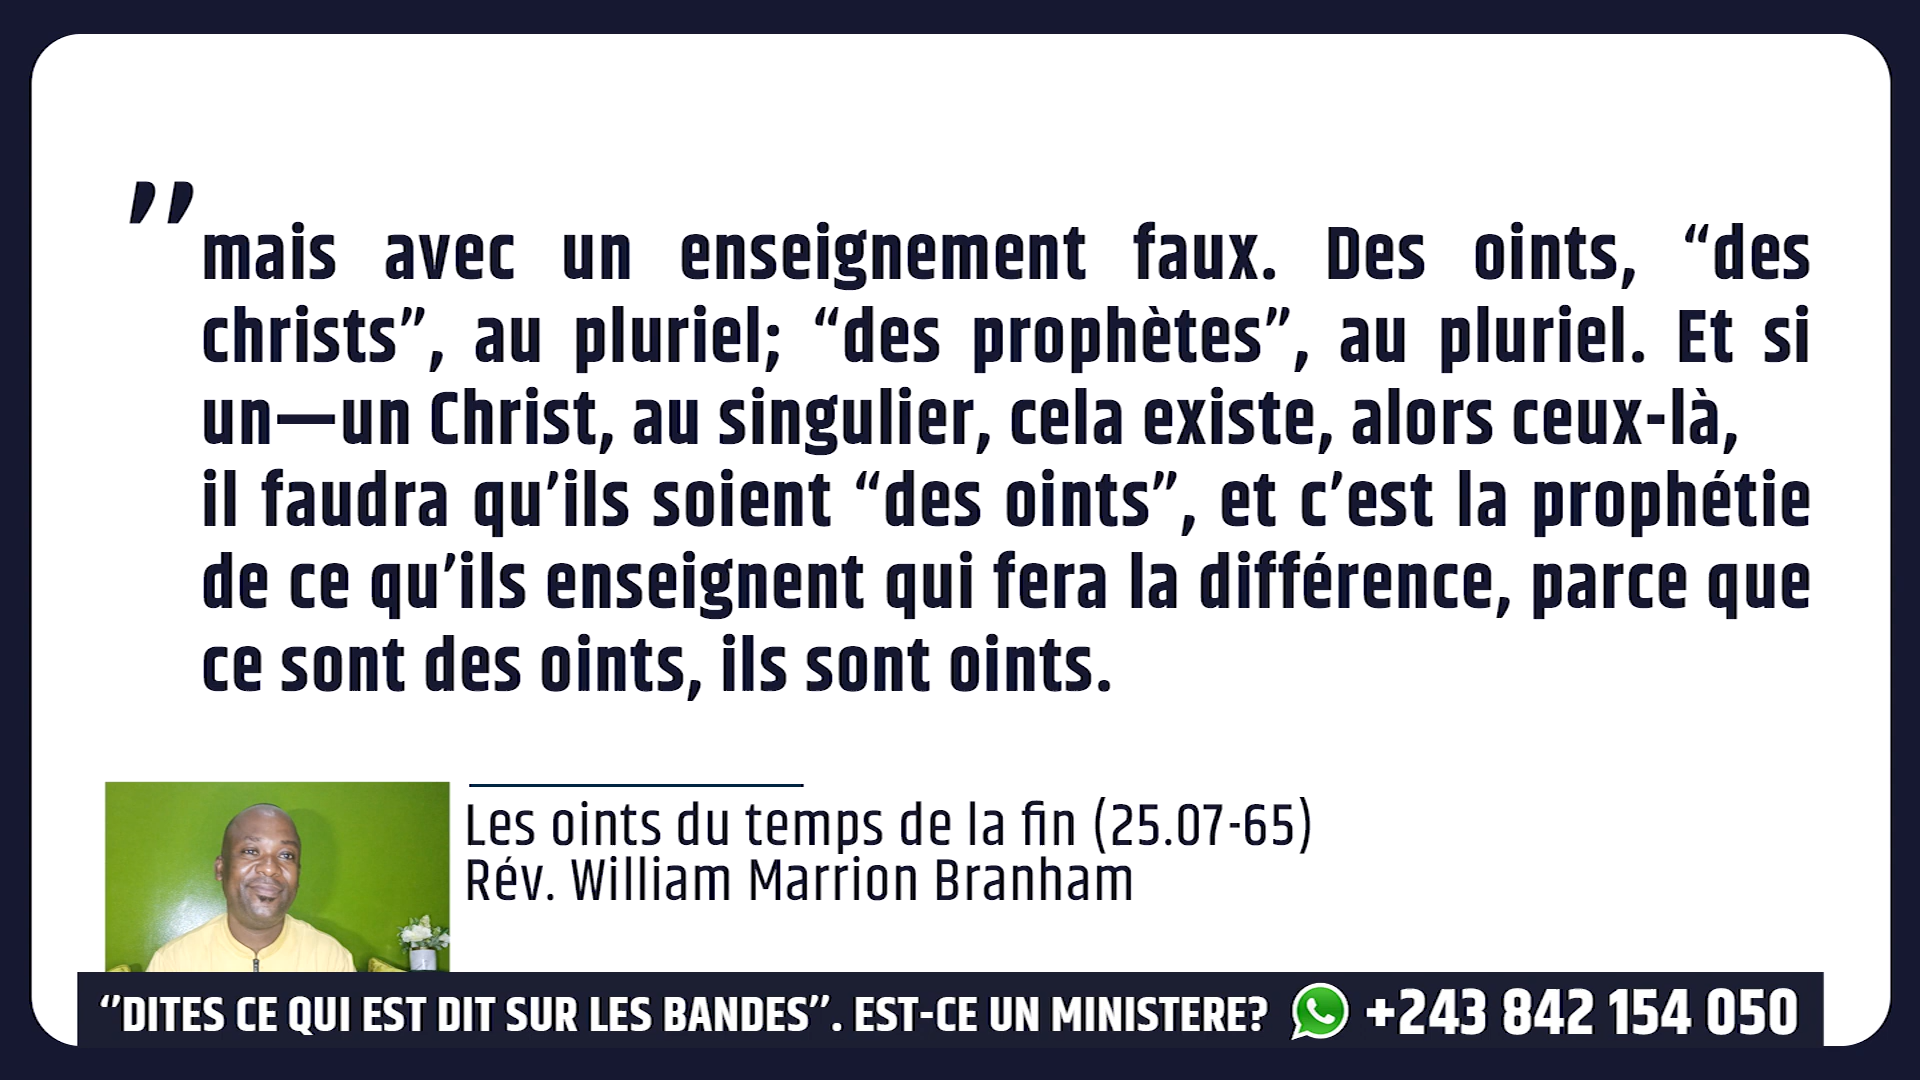 ”
mais avec un enseignement faux. Des oints, “des
christs”, au pluriel; “des prophètes”, au pluriel. Et si
un—un Christ, au singulier, cela existe, alors ceux-là,
il faudra qu’ils soient “des oints”, et c’est la prophétie
de ce qu’ils enseignent qui fera la différence, parce que
ce sont des oints, ils sont oints.
Les oints du temps de la fin (25.07-65)
Rév. William Marrion Branham
‘’DITES CE QUI EST DIT SUR LES BANDES’’. EST-CE UN MINISTERE? +243 842 154 050